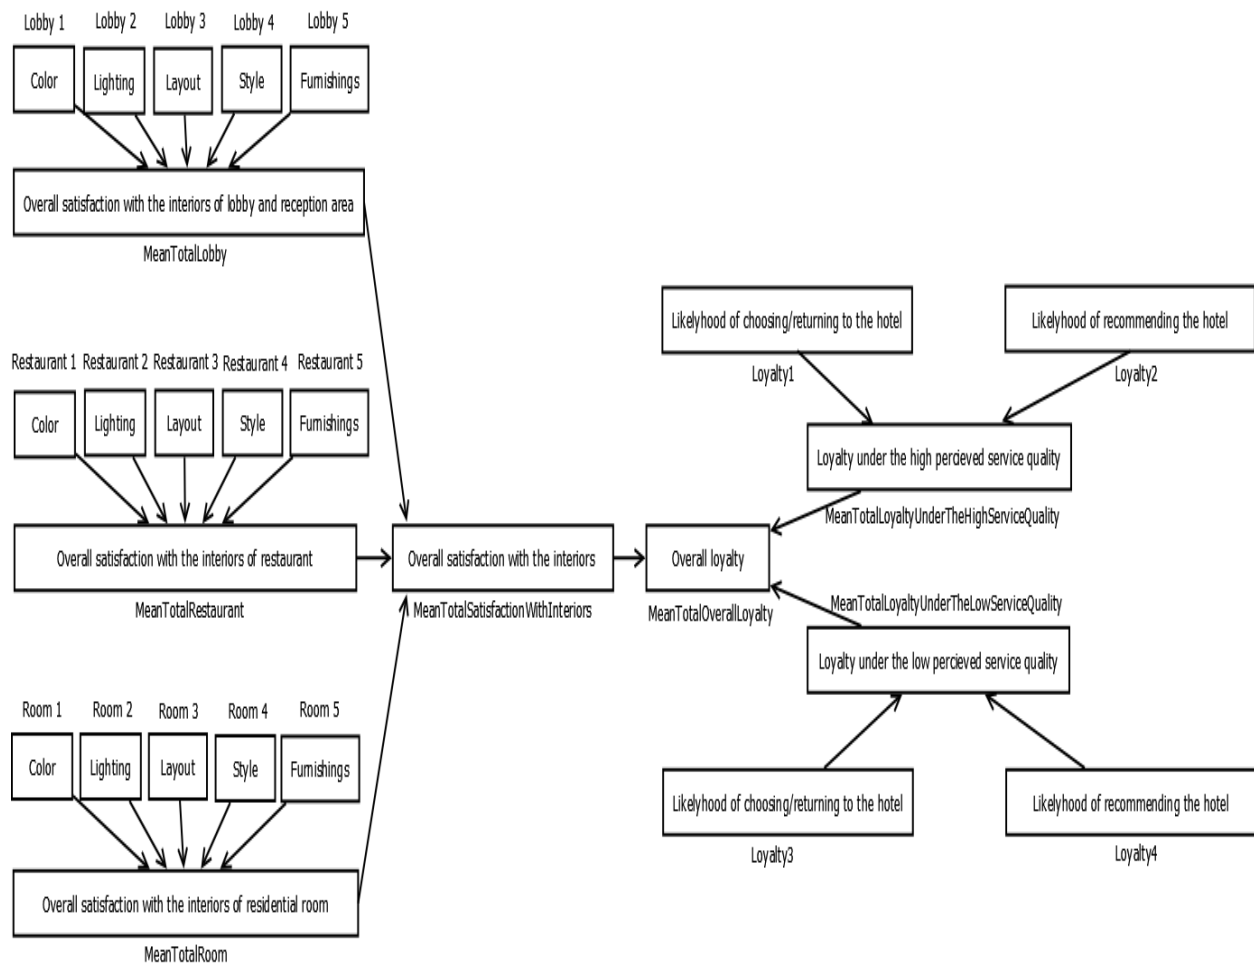 Lobby 1 Lobby 2 Lobby 3 Lobby 4 Lobby 5
Color Lighting Layout Style Furnishings
Overall satisfaction with the interiors of lobby and reception area
MeanTotalLobby
Restaurant 1 Restaurant 2 Restaurant 3 Restaurant 4 Restaurant 5
Color Lighting Layout Style Furnishings
Overall satisfaction with the interiors of restaurant
MeanTotalRestaurant
Room 1 Room 2 Room 3 Room 4 Room 5
Color Lighting Layout Style Furnishings
Overall satisfaction with the interiors of residential room
MeanTotalRoom
Overall satisfaction with the interiors
MeanTotalSatisfactionWithInteriors
Overall loyalty
MeanTotalOverallLoyalty
Likelyhood of choosing/returning to the hotel
Loyalty1
Likelyhood of recommending the hotel
Loyalty2
Loyalty under the high percieved service quality
MeanTotalLoyaltyUnderTheHighServiceQuality
MeanTotalLoyaltyUnderTheLowServiceQuality
Loyalty under the low percieved service quality
Likelyhood of choosing/returning to the hotel
Loyalty3
Likelyhood of recommending the hotel
Loyalty4